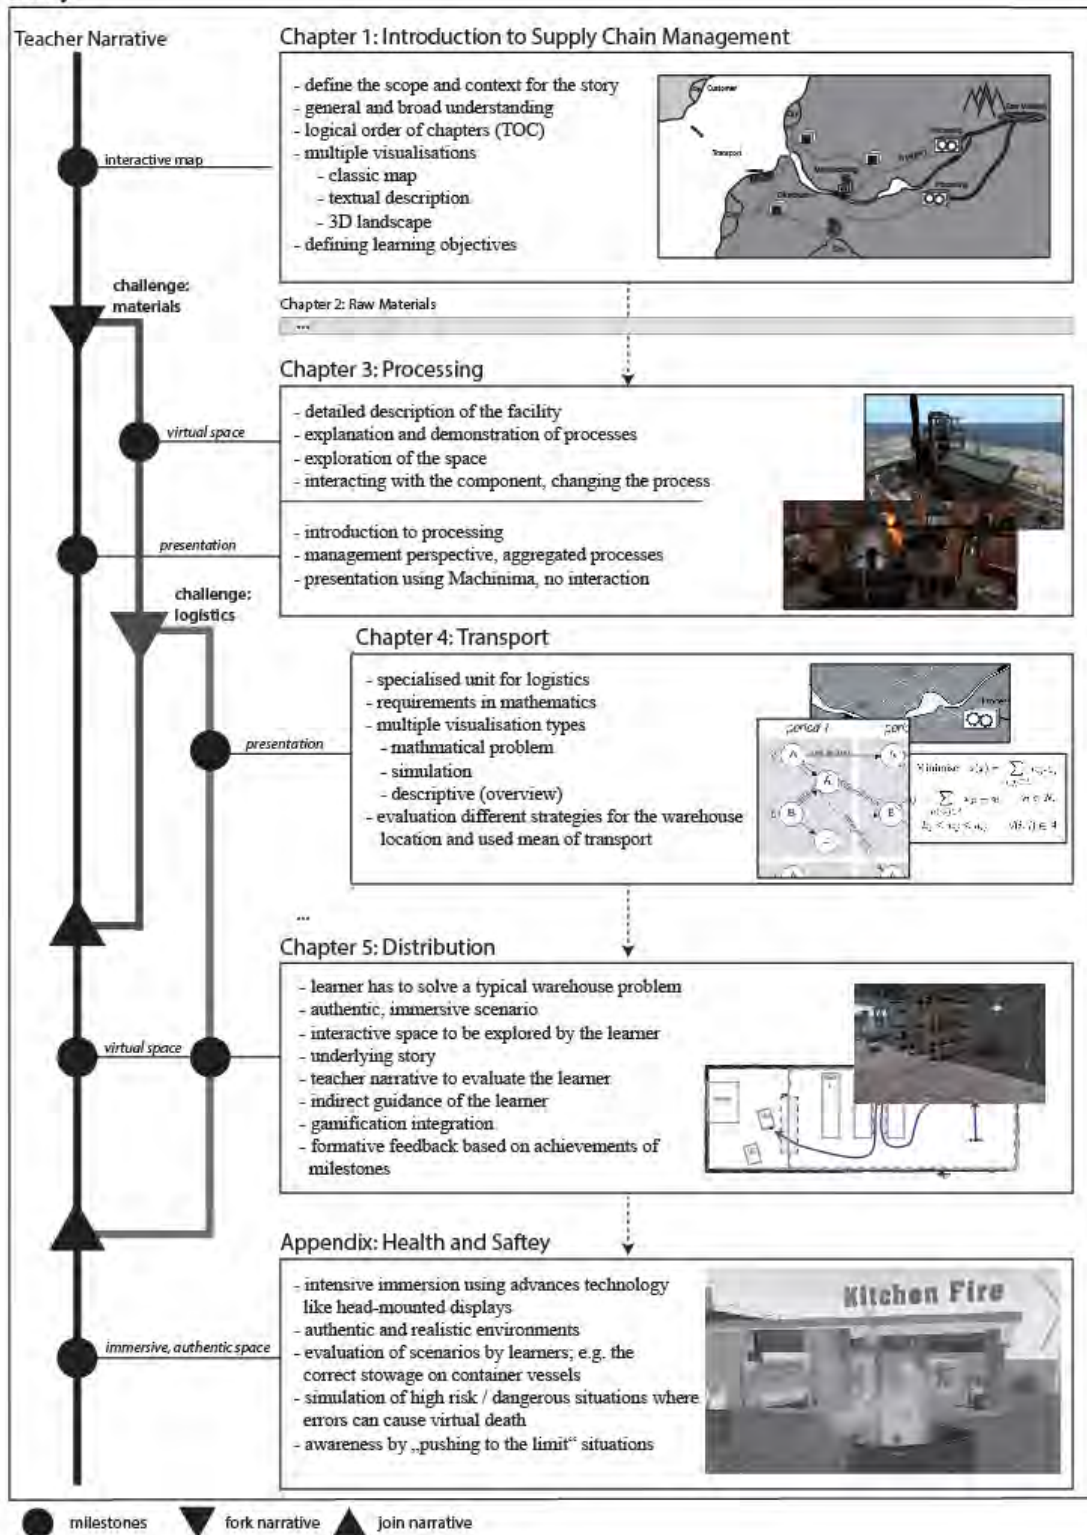 Teacher Narrative
Chapter 1: Introduction to Supply Chain Management
- define the scope and context for the story
- general and broad understanding
- logical order of chapters (TOC)
- multiple visualisations
- classic map
- textual description
- 3D landscape
- defining learning objectives
Customer
Transport
interactive map
challenge:
materials
Chapter 2: Raw Materials
...
Chapter 3: Processing
- detailed description of the facility
- explanation and demonstration of processes
- exploration of the space
- interacting with the component, changing the process
virtual space
- introduction to processing
- management perspective, aggregated processes
- presentation using Machinima, no interaction
presentation
challenge:
logistics
Chapter 4: Transport
- specialised unit for logistics
- requirements in mathematics
- multiple visualisation types
- mathmatical problem
- simulation
- descriptive (overview)
- evaluation different strategies for the warehouse
location and used mean of transport
presentation
...
Chapter 5: Distribution
- learner has to solve a typical warehouse problem
- authentic, immersive scenario
- interactive space to be explored by the learner
- underlying story
- teacher narrative to evaluate the learner
- indirect guidance of the learner
- gamification integration
- formative feedback based on achievements of
milestones
virtual space
Appendix: Health and Saftey
- intensive immersion using advances technology
like head-mounted displays
- authentic and realistic environments
- evaluation of scenarios by learners; e.g. the
correct stowage on container vessels
- simulation of high risk / dangerous situations where
errors can cause virtual death
- awareness by „pushing to the limit“ situations
Kitchen Fire
immersive, authentic space
milestones
fork narrative
join narrative